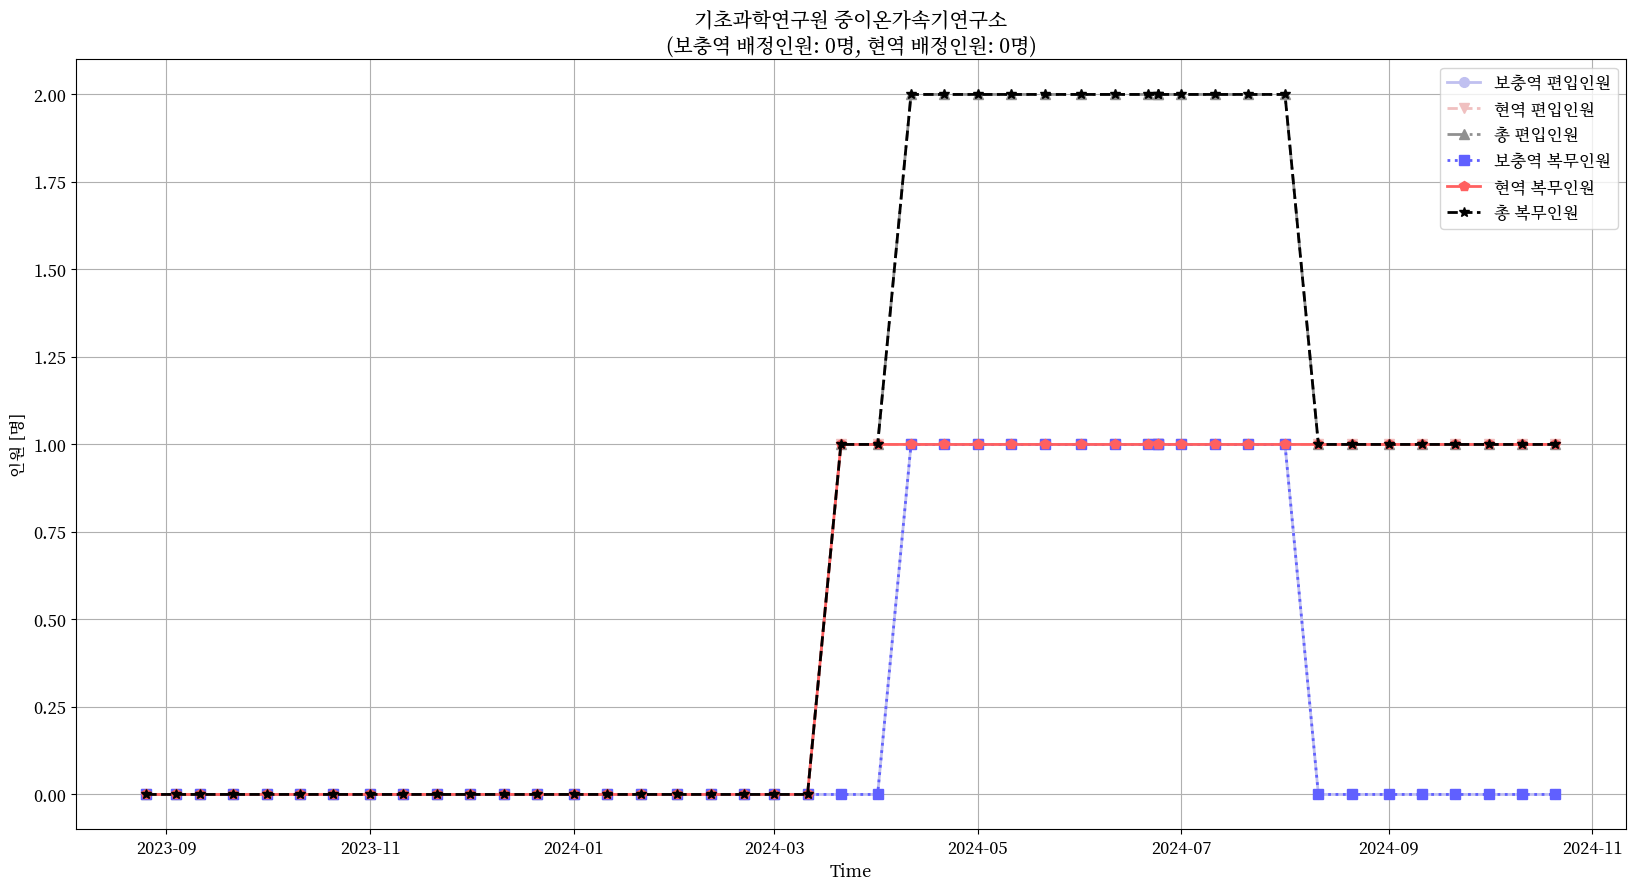 기초과학연구원 중이온가속기연구소
(보충역 배정인원: 0명, 현역 배정인원: 0명)
보충역 편입인원
현역 편입인원
총 편입인원
보충역 복무인원
현역 복무인원
총 복무인원
인원 [명]
2.00
1.75
1.50
1.25
1.00
0.75
0.50
0.25
0.00
2023-09
2023-11
2024-01
2024-03
2024-05
2024-07
2024-09
2024-11
Time